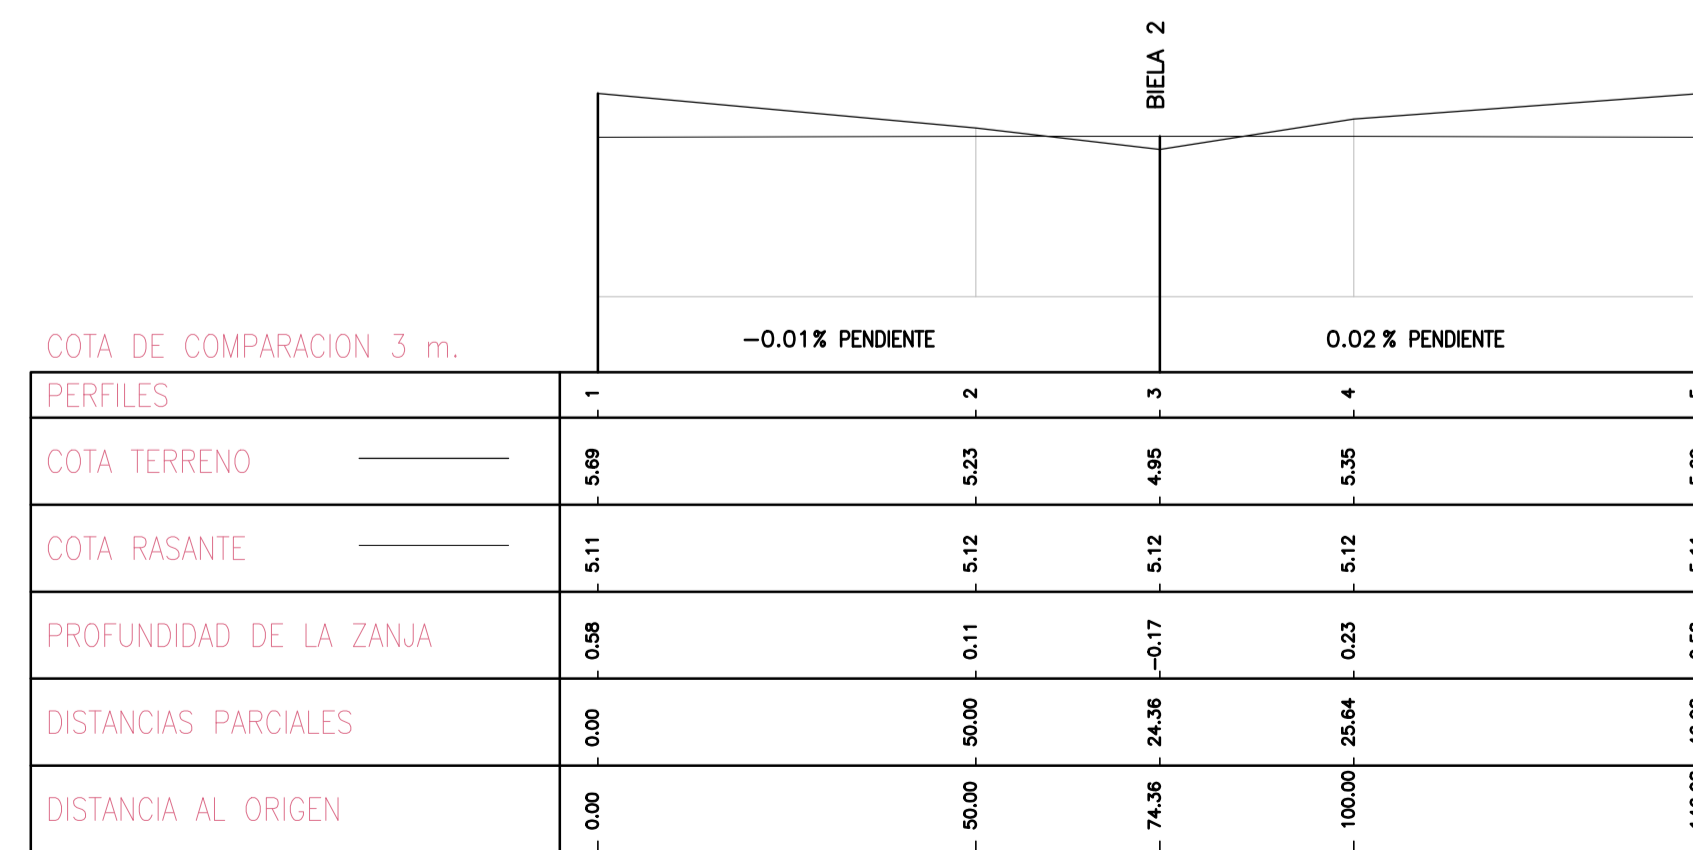 BIELA 2
-0.01% PENDIENTE
0.02 % PENDIENTE
COTA DE COMPARACION 3 m.
PERFILES 1 2 3 4
COTA TERRENO 5.69 5.23 4.95 5.35
COTA RASANTE 5.11 5.12 5.12 5.12
PROFUNDIDAD DE LA ZANJA 0.58 0.11 -0.17 0.23
DISTANCIAS PARCIALES 0.00 50.00 24.36 25.64
DISTANCIA AL ORIGEN 0.00 50.00 74.36 100.00